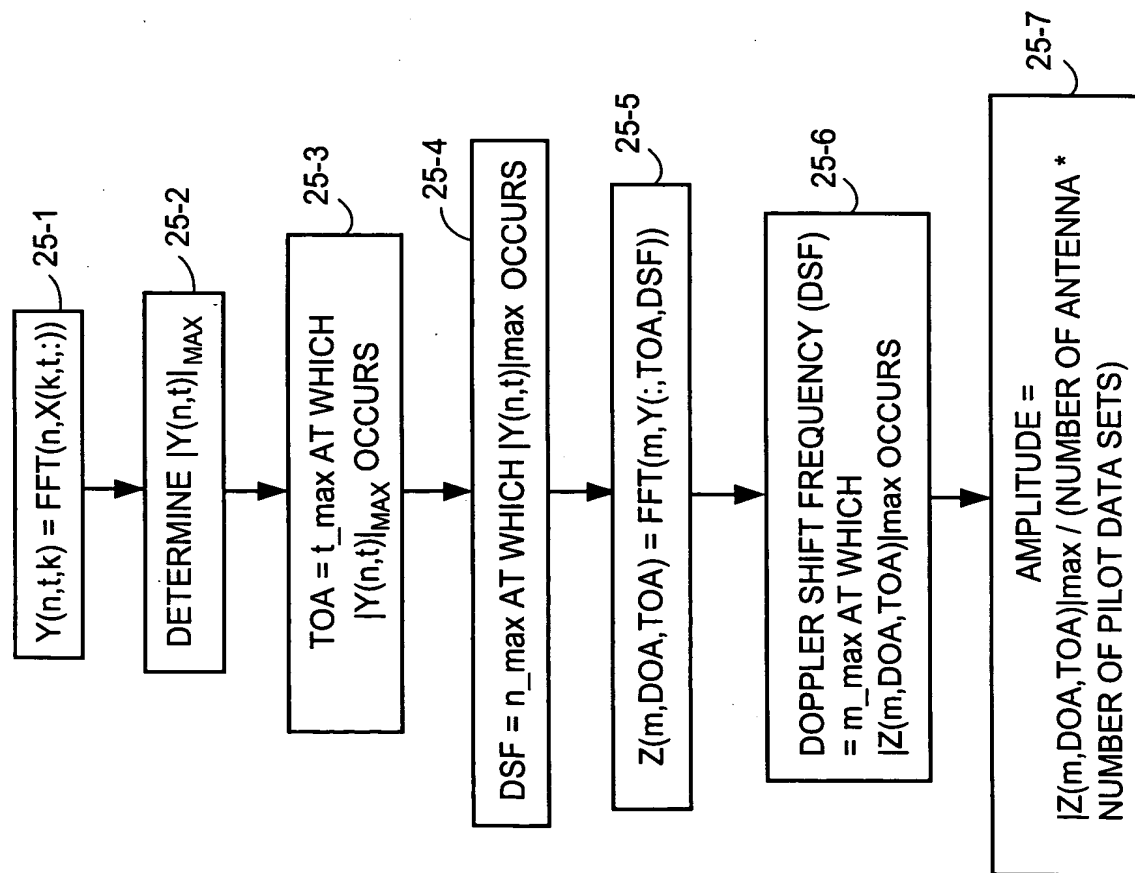 25-1
Y(n,t,k) = FFT(n,X(k,t,:))
25-2
DETERMINE |Y(n,t)|MAX
25-3
TOA = t_max AT WHICH
|Y(n,t)|MAX OCCURS
25-4
DSF = n_max AT WHICH |Y(n,t)|max OCCURS
25-5
Z(m,DOA,TOA) = FFT(m,Y(:,TOA,DSF))
25-6
DOPPLER SHIFT FREQUENCY (DSF)
= m_max AT WHICH
|Z(m,DOA,TOA)|max OCCURS
25-7
AMPLITUDE =
|Z(m,DOA,TOA)|max / (NUMBER OF ANTENNA *
NUMBER OF PILOT DATA SETS)